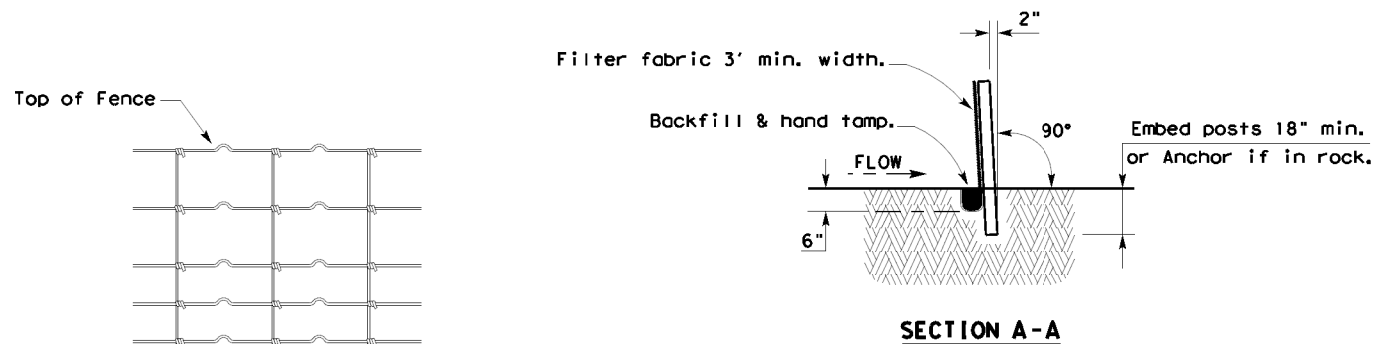 Top of Fence
2"
Filter fabric 3' min. width.
Backfill & hand tamp.
90°
Embed posts 18" min.
or Anchor if in rock.
FLOW
6"
SECTION A-A